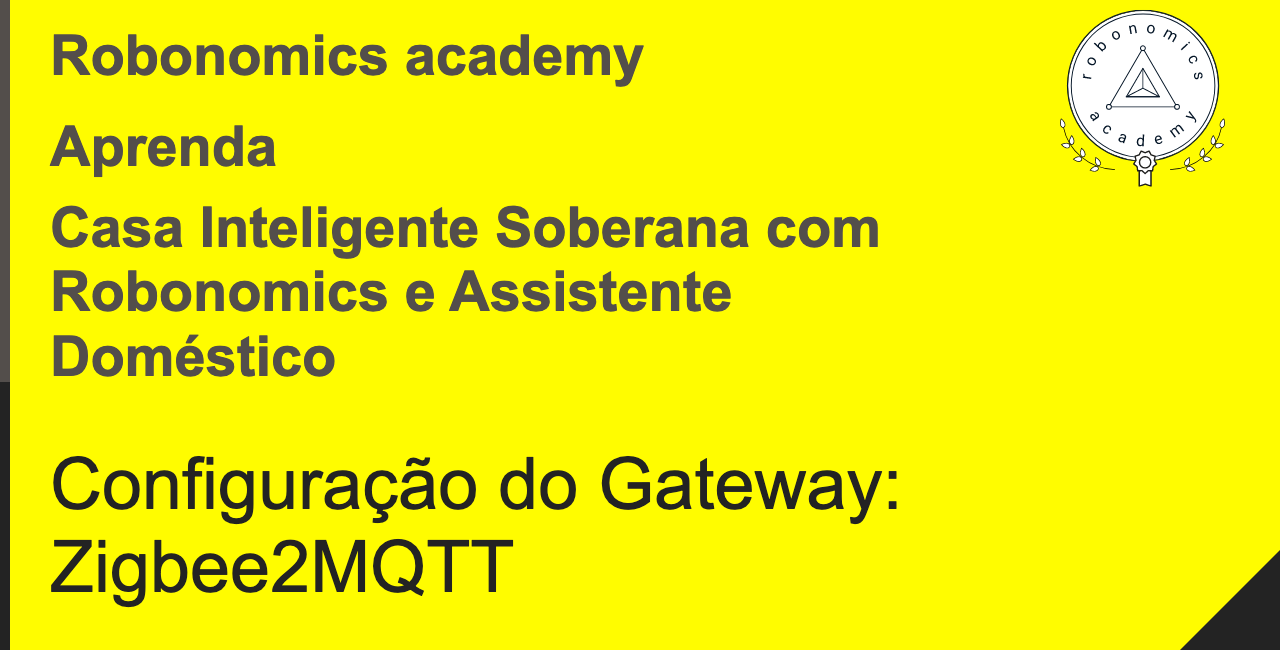 Robonomics academy
robonomics
academy
Aprenda
Casa Inteligente Soberana com
Robonomics e Assistente
Doméstico
Configuração do Gateway:
Zigbee2MQTT